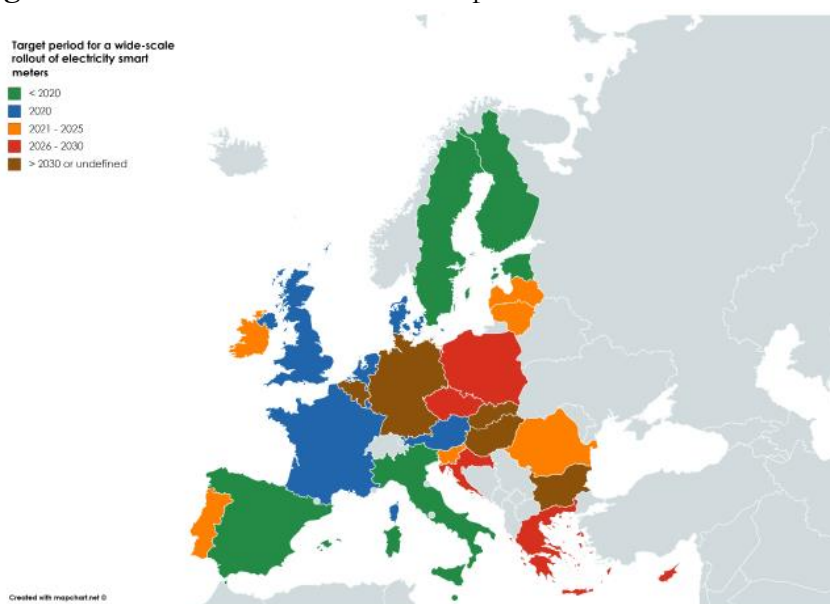 Target period for a wide-scale
rollout of electricity smart
meters
< 2020
2020
2021 - 2025
2026 - 2030
> 2030 or undefined
Created with mapchart.net ©